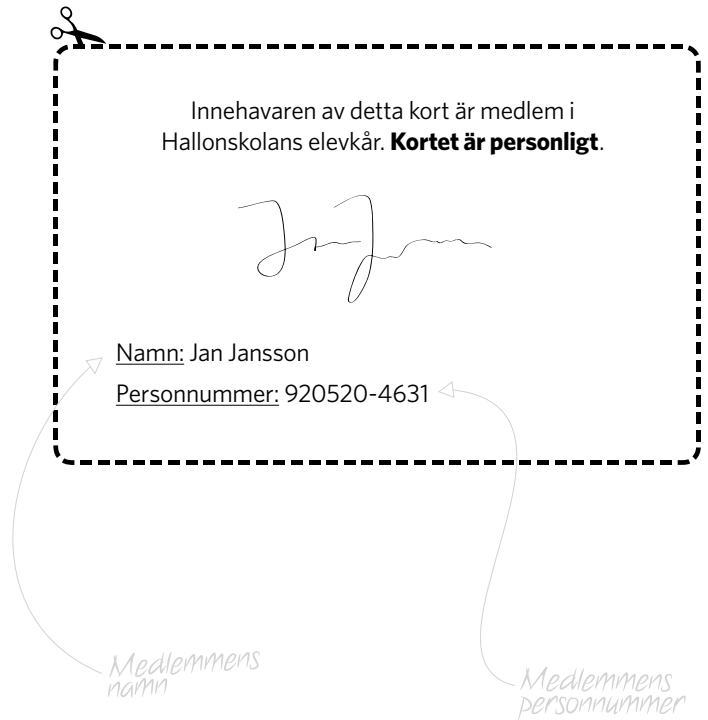 Innehavaren av detta kort är medlem i
Hallonskolans elevkår. Kortet är personligt.
Namn: Jan Jansson
Personnummer: 920520-4631
Medlemmens
namn
Medlemmens
personnummer